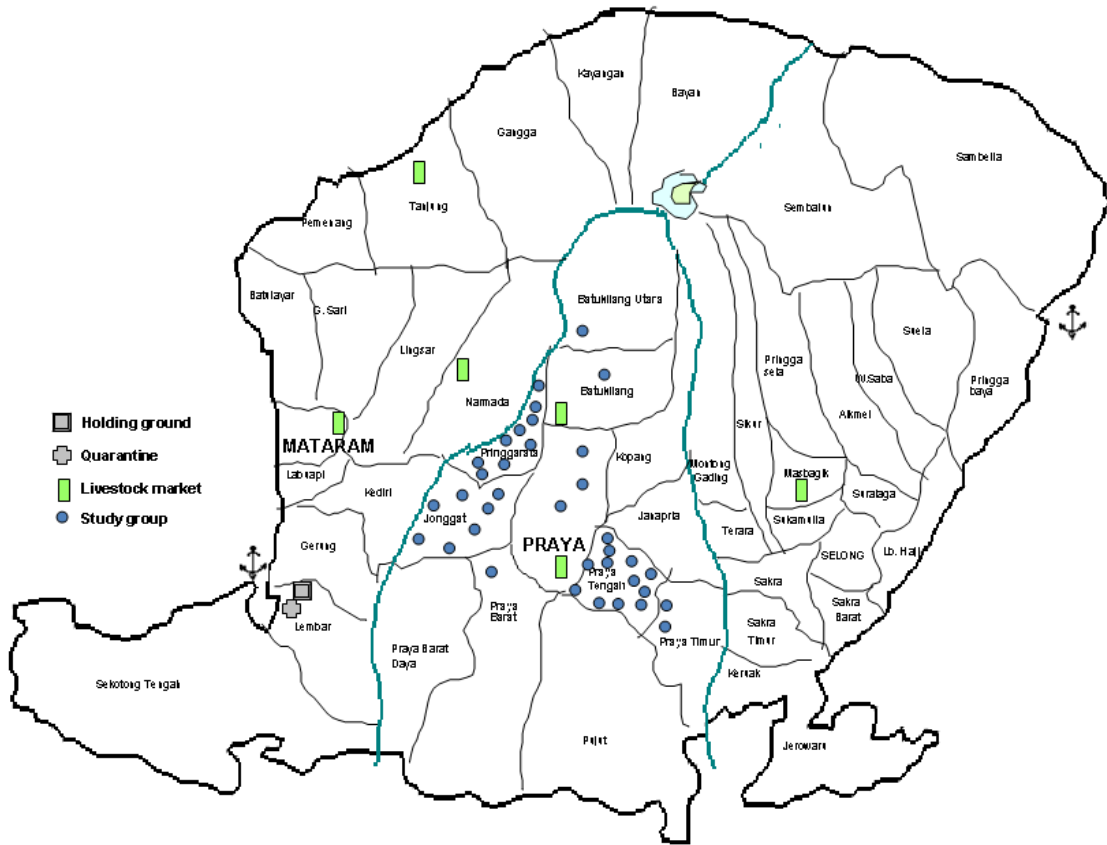 Kayangan
Bayan
Gangga
Sambelia
Tanjung
Sembalun
Pemenang
Batulayar
G. Sari
Batukliang Utara
Suela
Lingsar
Pringga
sela
W.Saba
Pringga
baya
Narmada
Batukliang
Aikmel
Holding ground
Sikur
MATARAM
Quarantine
Pringgarata
Kopang
Labuapi
Montong
Gading
Masbagik
Livestock market
Kediri
Suralaga
Study group
Jonggat
Janapria
Sukamulia
Terara
Gerung
PRAYA
SELONG
Lb. Haji
Praya
Tengah
Sakra
Praya
Barat
Sakra
Barat
Lembar
Sakra
Timur
Praya Barat
Daya
Praya Timur
Keruak
Sekotong Tengah
Pujut
Jerowaru